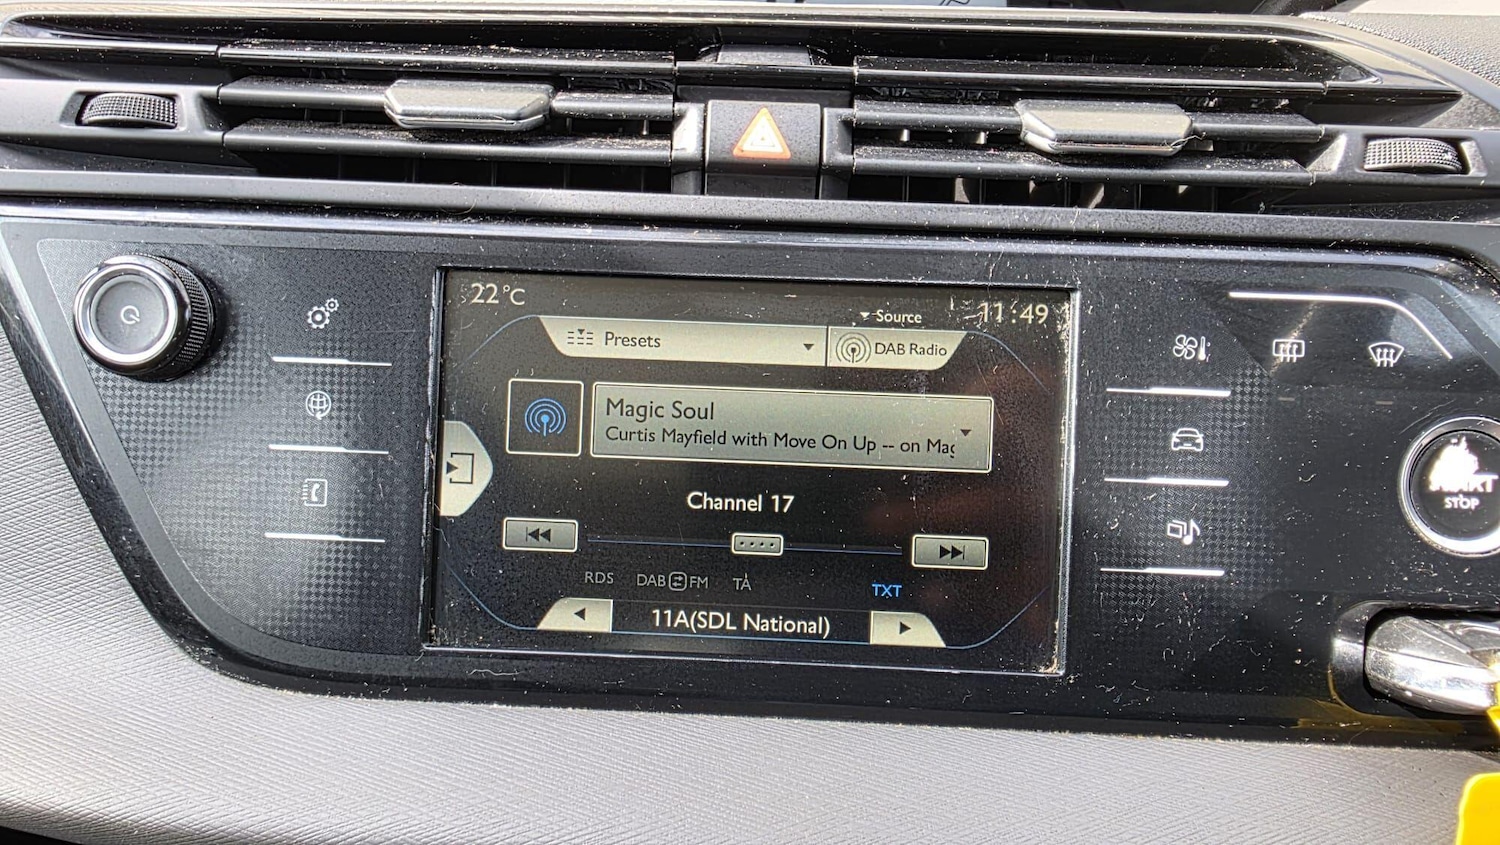 22°C
Source
11:49
Presets
DAB Radio
Magic Soul
Curtis Mayfield with Move On Up -- on Mag
Channel 17
RDS DAB FM TA
TXT
11A(SDL National)
START
STOP